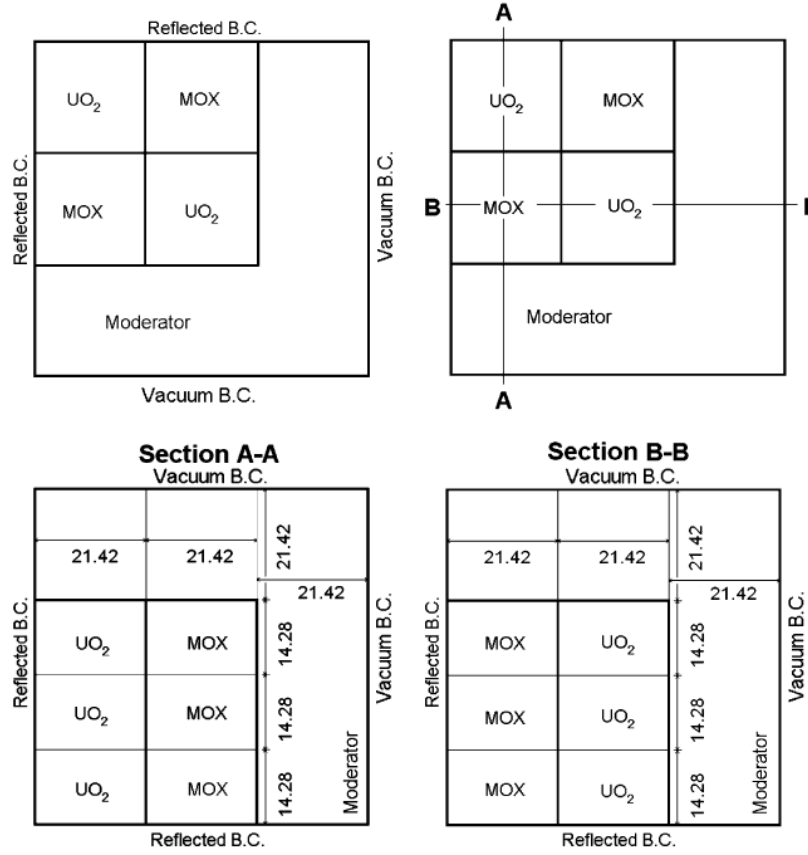 Reflected B.C.
UO2 MOX
MOX UO2
Reflected B.C.
Vacuum B.C.
Moderator
Vacuum B.C.
A
UO2 MOX
B MOX UO2
Moderator
A
Section A-A
Vacuum B.C.
21.42 21.42
21.42
21.42
UO2 MOX
14.28
UO2 MOX
14.28
UO2 MOX
14.28
Moderator
Reflected B.C.
Vacuum B.C.
Reflected B.C.
Section B-B
Vacuum B.C.
21.42 21.42
21.42
21.42
MOX UO2
14.28
MOX UO2
14.28
MOX UO2
14.28
Moderator
Reflected B.C.
Vacuum B.C.
Reflected B.C.